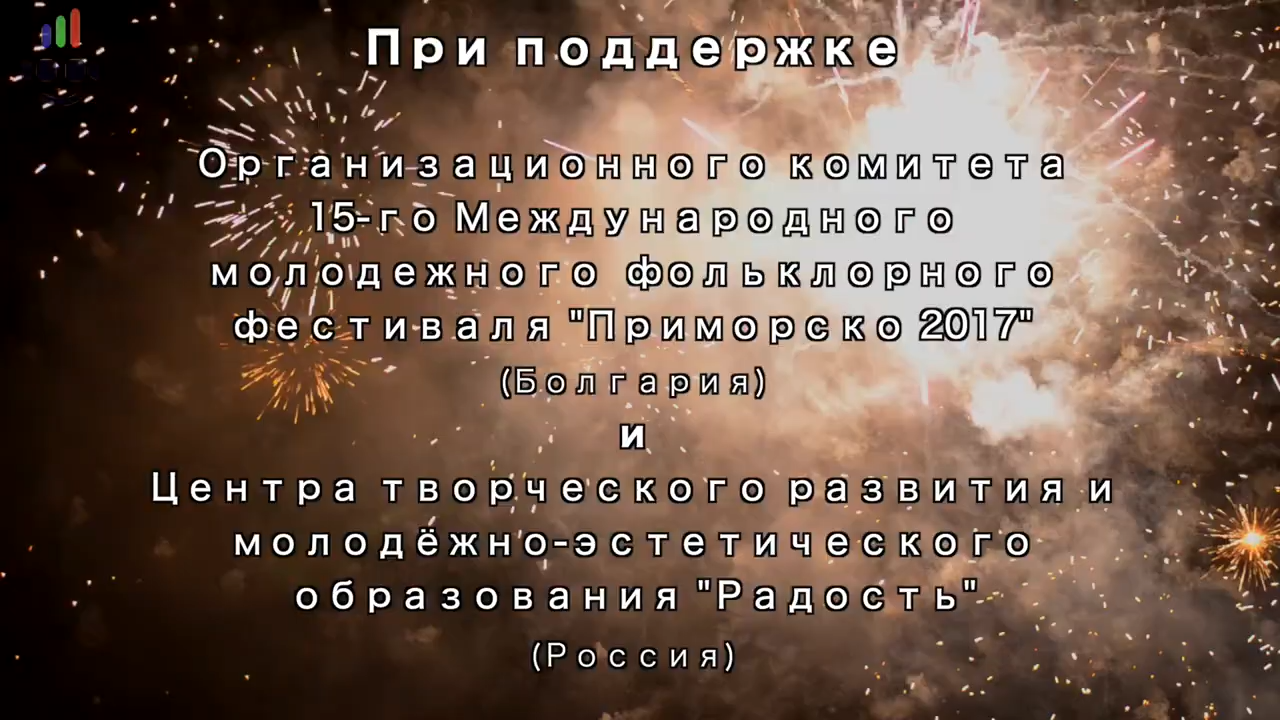 При поддержке
Организационного комитета
15-го Международного
молодежного фольклорного
фестиваля "Приморско 2017"
(Болгария)
и
Центра творческого развития и
молодёжно-эстетического
образования "Радость"
(Россия)